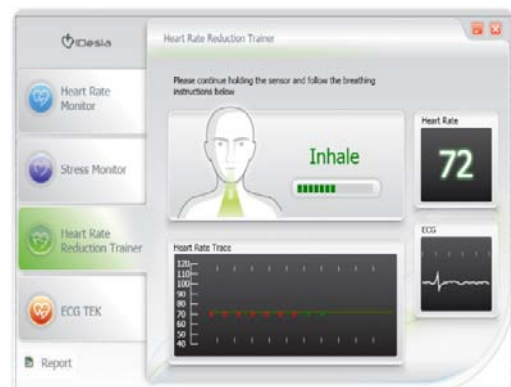 IDesia
Heart Rate Reduction Trainer
Heart Rate
Monitor
Stress Monitor
Heart Rate
Reduction Trainer
ECG TEK
Report
Please continue holding the sensor and follow the breathing
instructions below
Inhale
Heart Rate
72
Heart Rate Trace
120
110
100
90
80
70
60
50
40
ECG